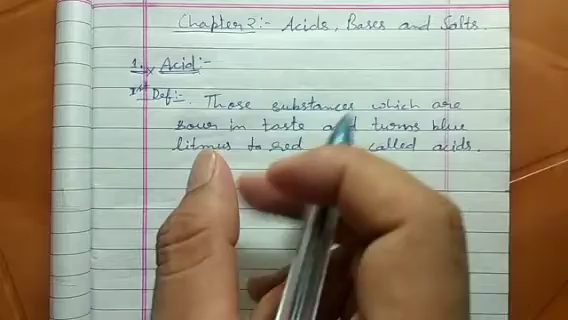 Chapter 2:- Acids, Bases and Salts.
1. Acid:-
Ist Def:-. Those substances which are
sour in taste and turns blue
litmus to red called acids.